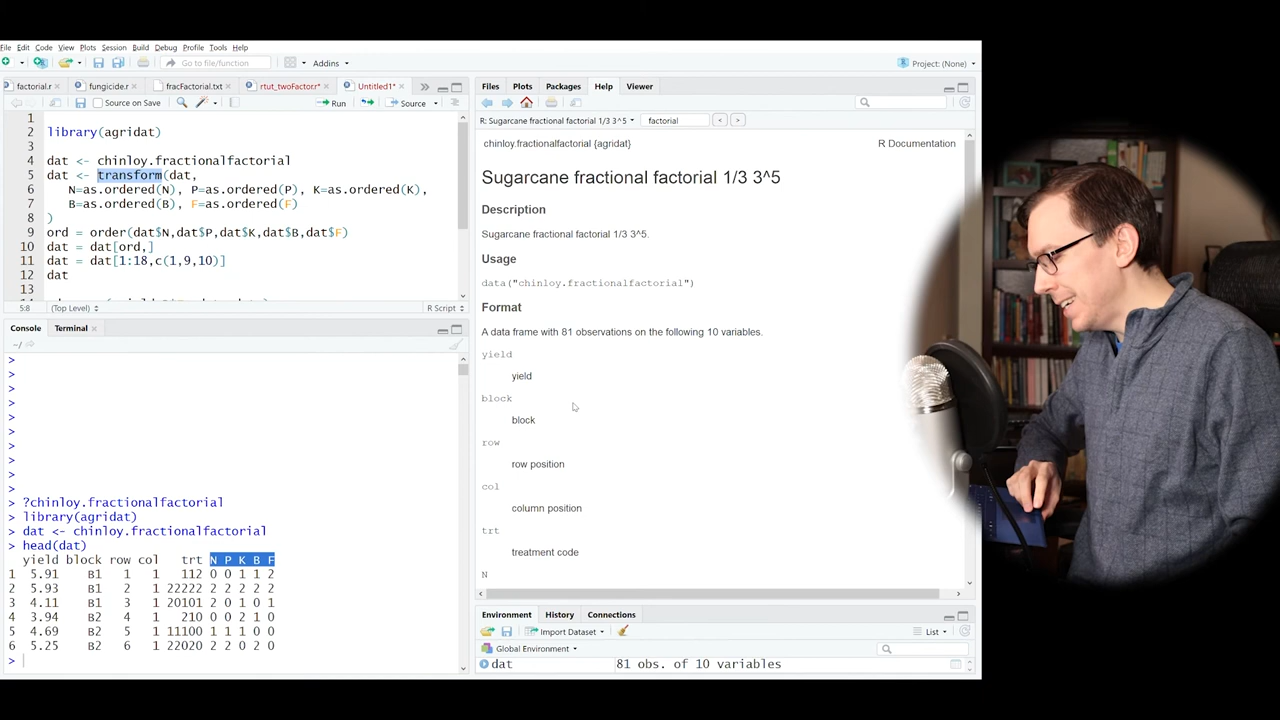 File Edit Code View Plots Session Build Debug Profile Tools Help
Go to file/function Addins Project: (None)
factorial.r fungicide.r fracFactorial.txt rtut_twoFactor.r* Untitled1*
Source on Save Run Source
1
2 library(agridat)
3
4 dat <- chinloy.fractionalfactorial
5 dat <- transform(dat,
6 N=as.ordered(N), P=as.ordered(P), K=as.ordered(K),
7 B=as.ordered(B), F=as.ordered(F)
8 )
9 ord = order(dat$N,dat$P,dat$K,dat$B,dat$F)
10 dat = dat[ord,]
11 dat = dat[1:18,c(1,9,10)]
12 dat
13
5:8 (Top Level) R Script
Console Terminal
~/
>
>
>
>
>
>
>
>
>
>
> ?chinloy.fractionalfactorial
> library(agridat)
> dat <- chinloy.fractionalfactorial
> head(dat)
yield block row col trt N P K B F
1 5.91 B1 1 1 112 0 0 1 1 2
2 5.93 B1 2 1 22222 2 2 2 2 2
3 4.11 B1 3 1 20101 2 0 1 0 1
4 3.94 B2 4 1 210 0 0 2 1 0
5 4.69 B2 5 1 11100 1 1 1 0 0
6 5.25 B2 6 1 22020 2 2 0 2 0
>
Files Plots Packages Help Viewer
R: Sugarcane fractional factorial 1/3 3^5 factorial
chinloy.fractionalfactorial {agridat} R Documentation
Sugarcane fractional factorial 1/3 3^5
Description
Sugarcane fractional factorial 1/3 3^5.
Usage
data("chinloy.fractionalfactorial")
Format
A data frame with 81 observations on the following 10 variables.
yield
yield
block
block
row
row position
col
column position
trt
treatment code
N
Environment History Connections
Import Dataset List
Global Environment
dat 81 obs. of 10 variables